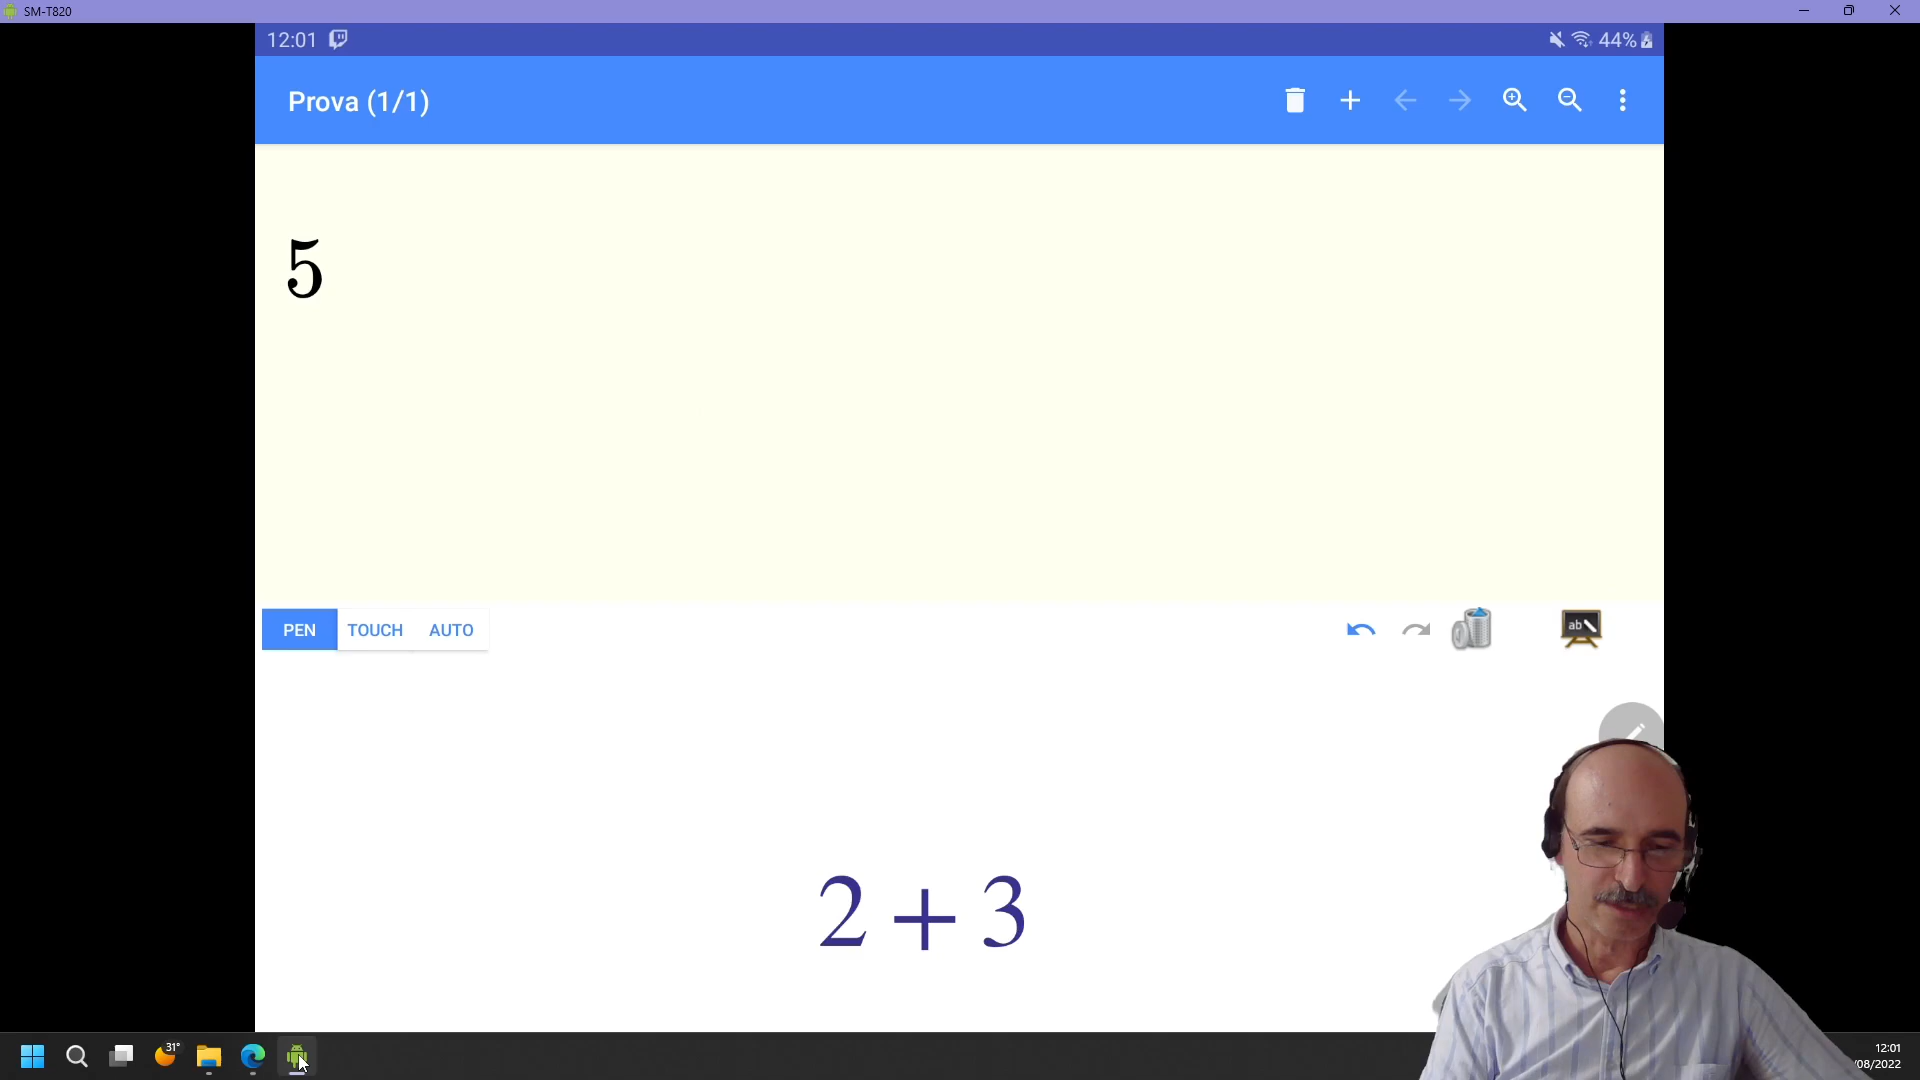 SM-T820
12:01 44%
Prova (1/1)
5
PEN TOUCH AUTO
ab
2 + 3
31°
12:01
/08/2022